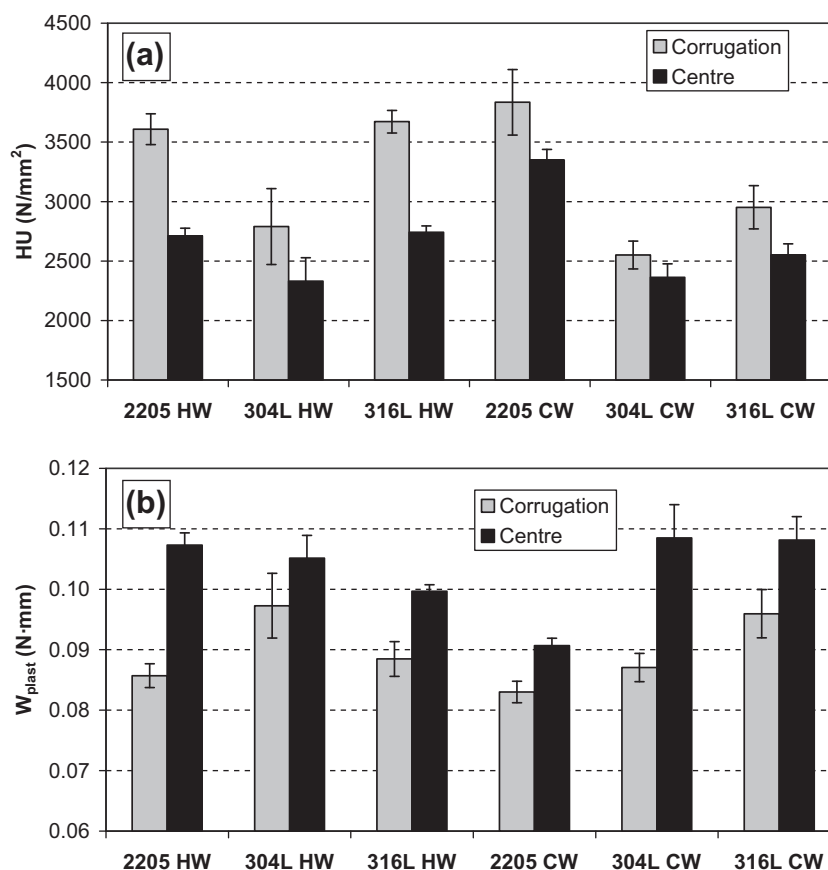 (a)
Corrugation
Centre
HU (N/mm²)
4500
4000
3500
3000
2500
2000
1500
2205 HW 304L HW 316L HW 2205 CW 304L CW 316L CW
(b)
Corrugation
Centre
W_plast (N·mm)
0.12
0.11
0.10
0.09
0.08
0.07
0.06
2205 HW 304L HW 316L HW 2205 CW 304L CW 316L CW